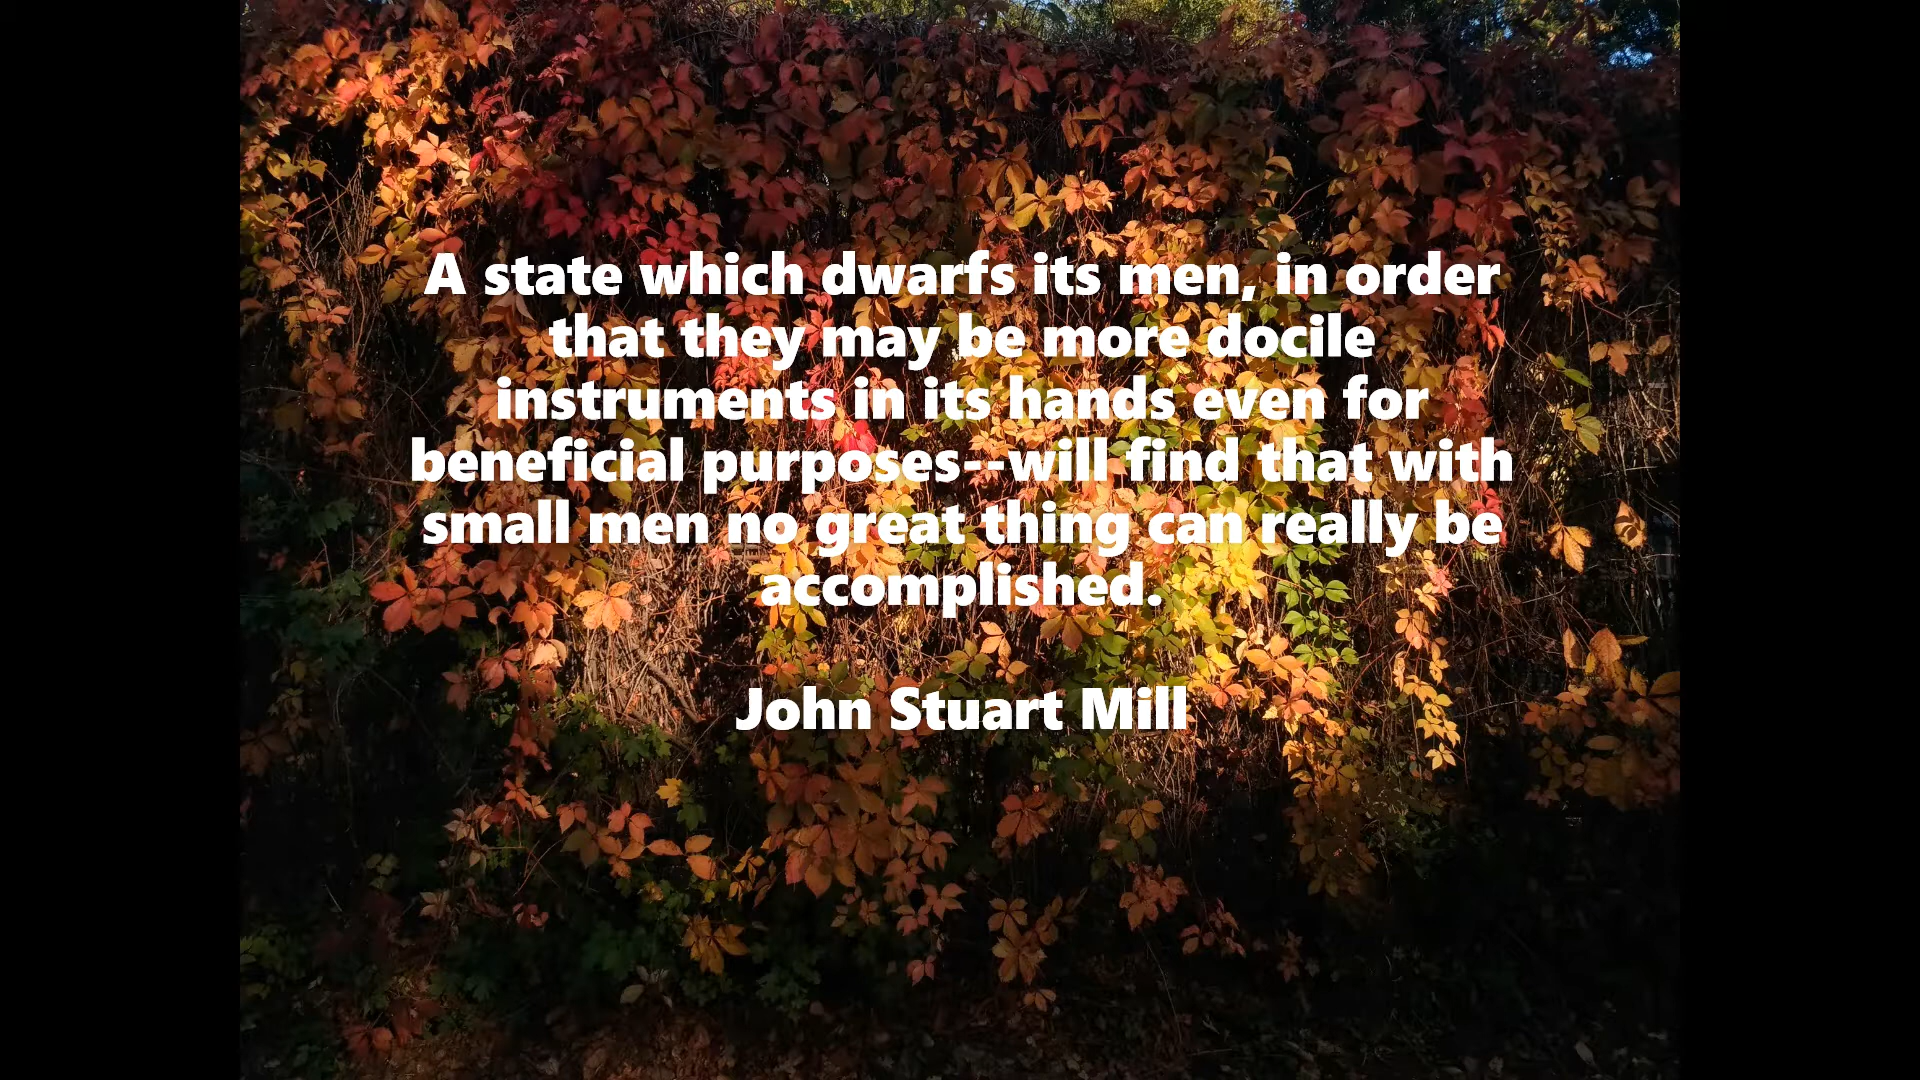 A state which dwarfs its men, in order
that they may be more docile
instruments in its hands even for
beneficial purposes--will find that with
small men no great thing can really be
accomplished.
John Stuart Mill